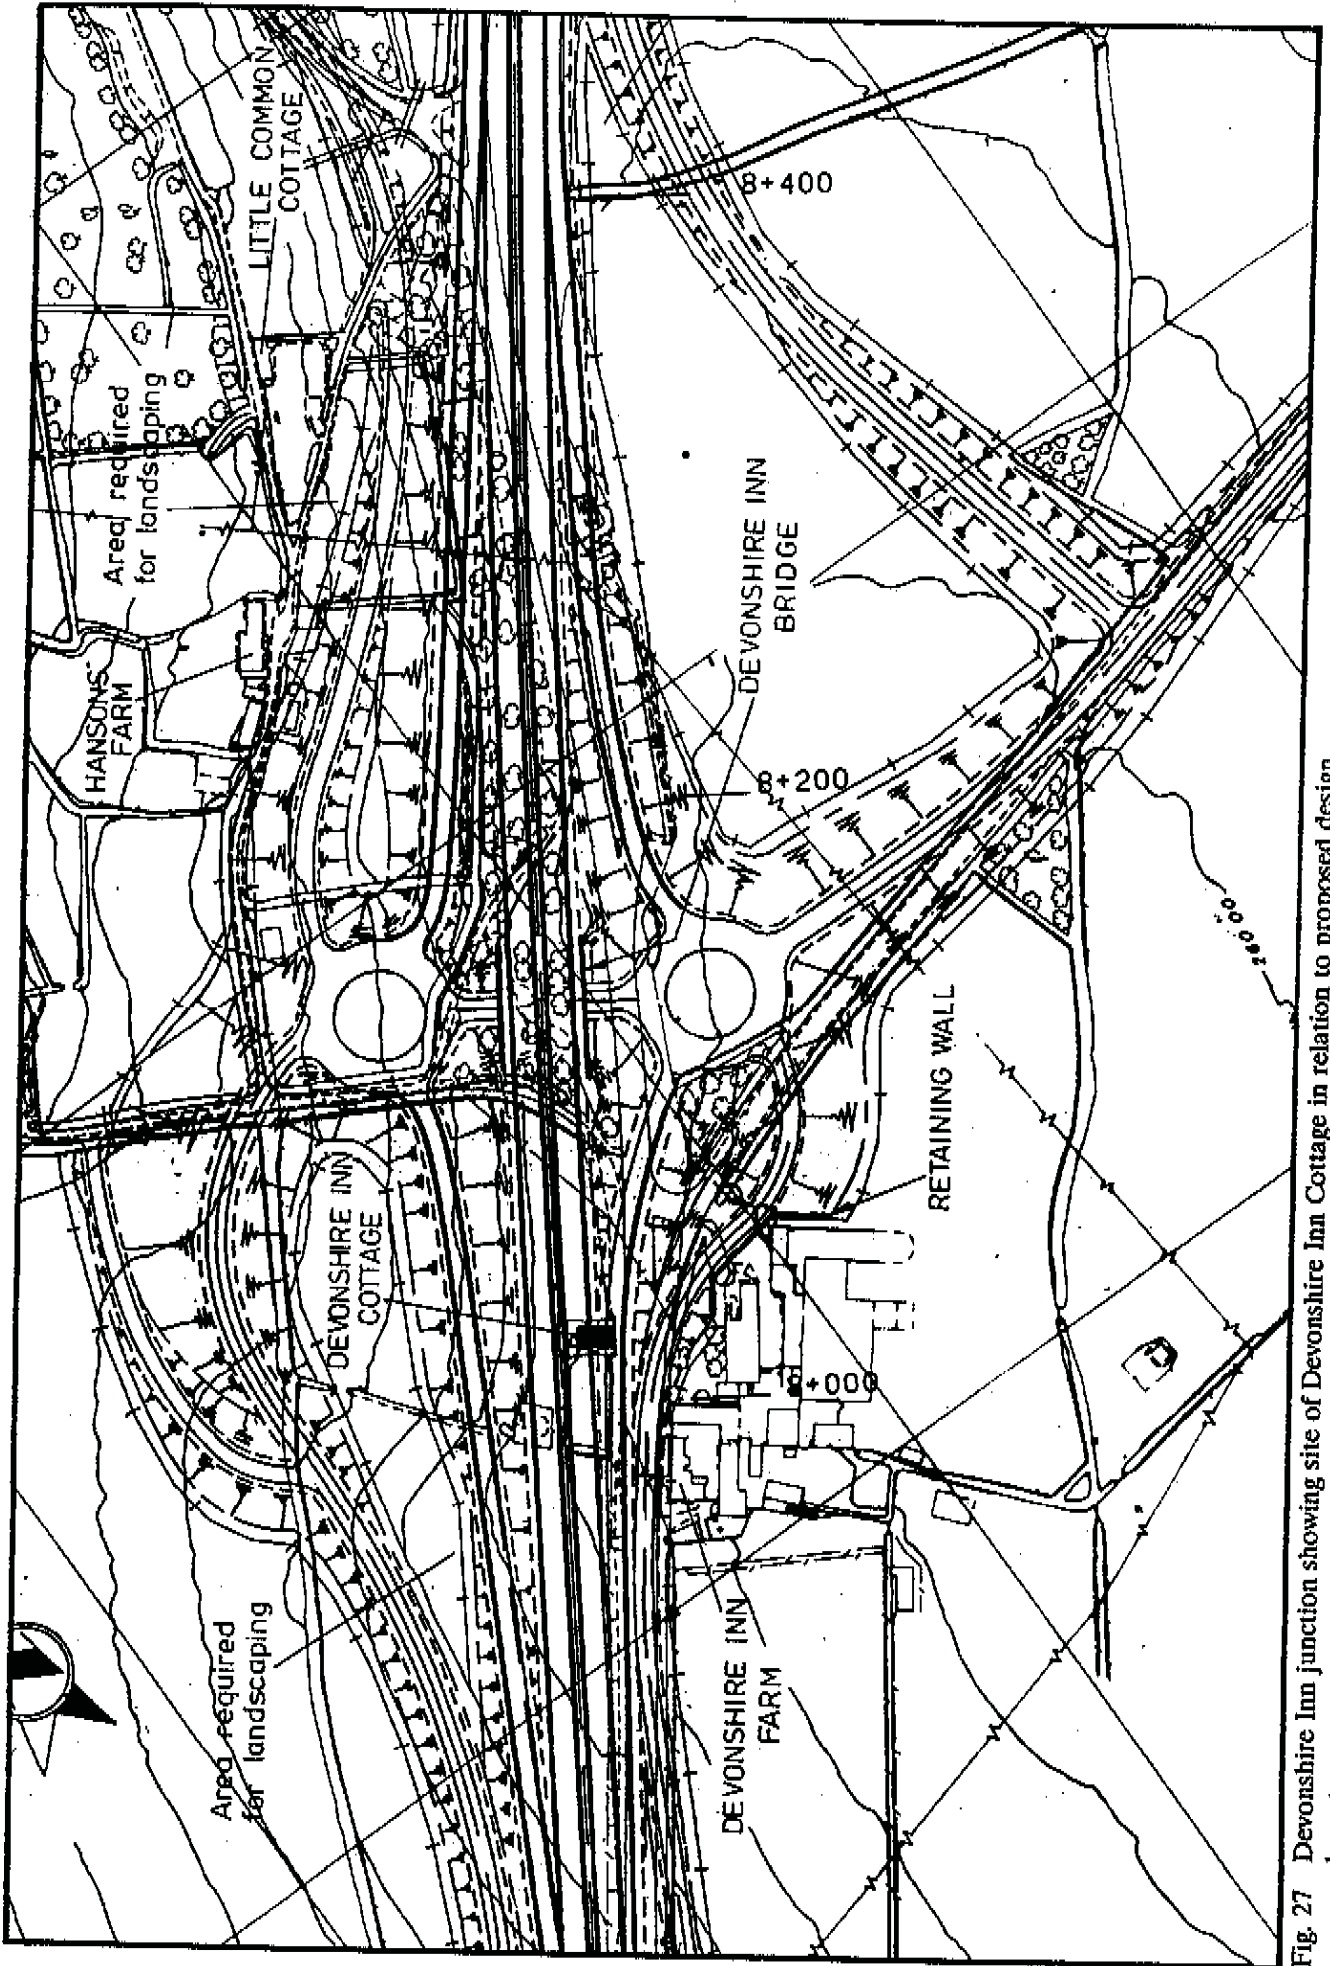 LITTLE COMMON
COTTAGE
8+400
Area required
for landscaping
HANSONS
FARM
DEVONSHIRE INN
BRIDGE
8+200
260.00
RETAINING WALL
DEVONSHIRE INN
COTTAGE
8+000
Area required
for landscaping
DEVONSHIRE INN
FARM
Fig. 27 Devonshire Inn junction showing site of Devonshire Inn Cottage in relation to proposed design